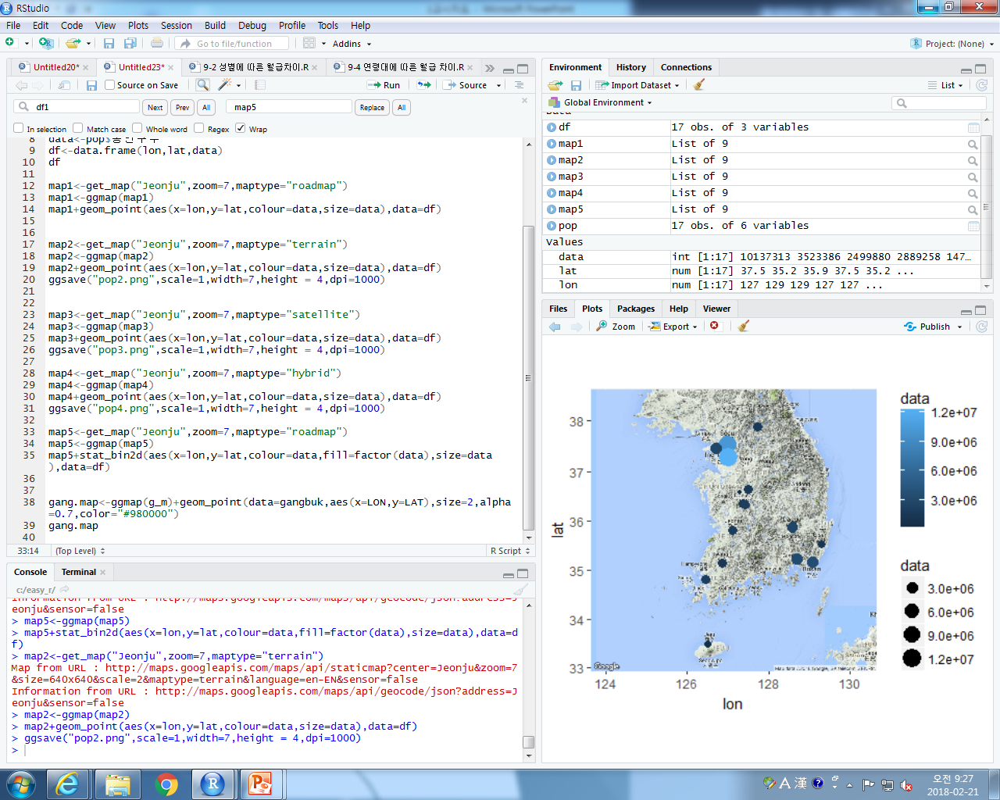 RStudio
File Edit Code View Plots Session Build Debug Profile Tools Help
Go to file/function Addins Project: (None)
Untitled20* Untitled23* 9-2 성별에 따른 월급차이.R 9-4 연령대에 따른 월급 차이.R
Source on Save Run Source
df1 Next Prev All map5 Replace All
In selection Match case Whole word Regex Wrap
8 data<-pop$총인구수
9 df<-data.frame(lon,lat,data)
10 df
11
12 map1<-get_map("Jeonju",zoom=7,maptype="roadmap")
13 map1<-ggmap(map1)
14 map1+geom_point(aes(x=lon,y=lat,colour=data,size=data),data=df)
15
16
17 map2<-get_map("Jeonju",zoom=7,maptype="terrain")
18 map2<-ggmap(map2)
19 map2+geom_point(aes(x=lon,y=lat,colour=data,size=data),data=df)
20 ggsave("pop2.png",scale=1,width=7,height = 4,dpi=1000)
21
22
23 map3<-get_map("Jeonju",zoom=7,maptype="satellite")
24 map3<-ggmap(map3)
25 map3+geom_point(aes(x=lon,y=lat,colour=data,size=data),data=df)
26 ggsave("pop3.png",scale=1,width=7,height = 4,dpi=1000)
27
28 map4<-get_map("Jeonju",zoom=7,maptype="hybrid")
29 map4<-ggmap(map4)
30 map4+geom_point(aes(x=lon,y=lat,colour=data,size=data),data=df)
31 ggsave("pop4.png",scale=1,width=7,height = 4,dpi=1000)
32
33 map5<-get_map("Jeonju",zoom=7,maptype="roadmap")
34 map5<-ggmap(map5)
35 map5+stat_bin2d(aes(x=lon,y=lat,colour=data,fill=factor(data),size=data
),data=df)
36
37
38 gang.map<-ggmap(g_m)+geom_point(data=gangbuk,aes(x=LON,y=LAT),size=2,alpha
=0.7,color="#980000")
39 gang.map
40
33:14 (Top Level) R Script
Console Terminal
c:/easy_r/
Information from URL : http://maps.googleapis.com/maps/api/geocode/json?address=J
eonju&sensor=false
> map5<-ggmap(map5)
> map5+stat_bin2d(aes(x=lon,y=lat,colour=data,fill=factor(data),size=data),data=d
f)
> map2<-get_map("Jeonju",zoom=7,maptype="terrain")
Map from URL : http://maps.googleapis.com/maps/api/staticmap?center=Jeonju&zoom=7
&size=640x640&scale=2&maptype=terrain&language=en-EN&sensor=false
Information from URL : http://maps.googleapis.com/maps/api/geocode/json?address=J
eonju&sensor=false
> map2<-ggmap(map2)
> map2+geom_point(aes(x=lon,y=lat,colour=data,size=data),data=df)
> ggsave("pop2.png",scale=1,width=7,height = 4,dpi=1000)
>
Environment History Connections
Import Dataset List
Global Environment
Data
df 17 obs. of 3 variables
map1 List of 9
map2 List of 9
map3 List of 9
map4 List of 9
map5 List of 9
pop 17 obs. of 6 variables
Values
data int [1:17] 10137313 3523386 2499880 2889258 147…
lat num [1:17] 37.5 35.2 35.9 37.5 35.2 ...
lon num [1:17] 127 129 129 127 127 ...
Files Plots Packages Help Viewer
Zoom Export Publish
38
37
36
35
34
33
lat
124 126 128 130
lon
Google
data
1.2e+07
9.0e+06
6.0e+06
3.0e+06
data
3.0e+06
6.0e+06
9.0e+06
1.2e+07
A 漢
오전 9:27
2018-02-21